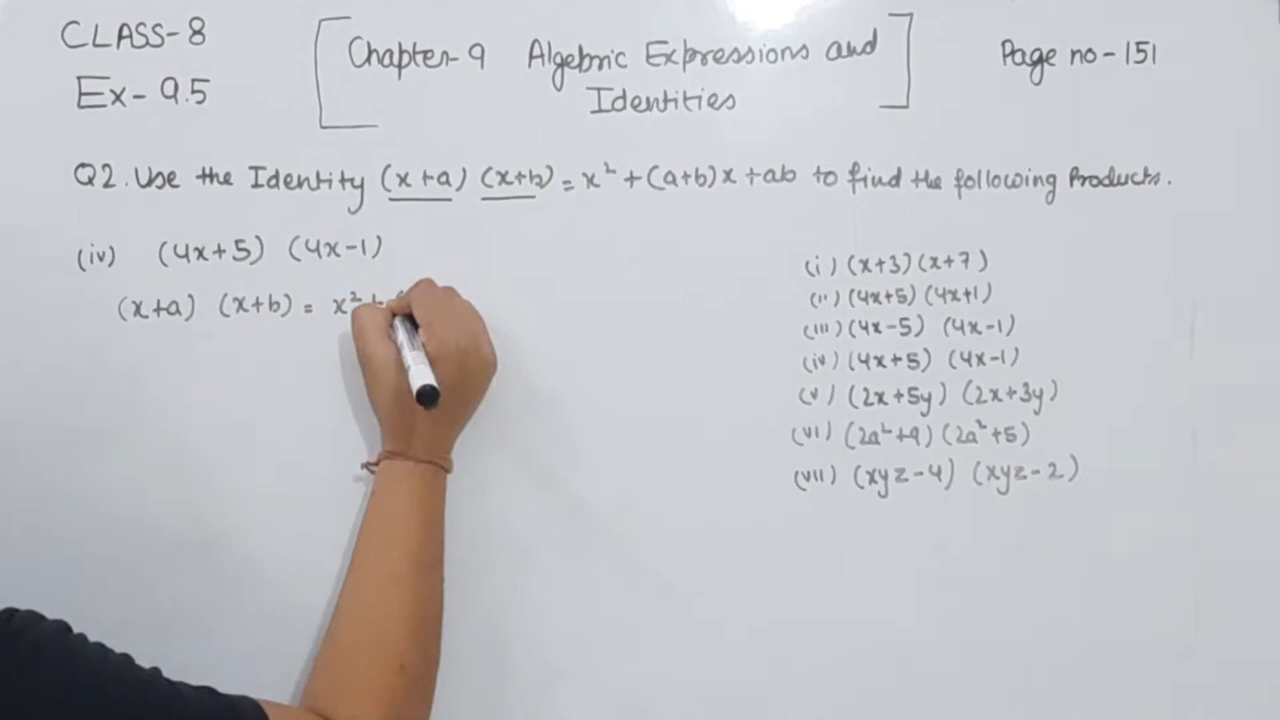 CLASS-8
Ex- 9.5
Chapter-9 Algebric Expressions and
Identities
Page no - 151
Q2. Use the Identity (x+a) (x+b) = x² + (a+b)x + ab to find the following Products.
(iv) (4x+5) (4x-1)
(x+a) (x+b) = x² +
(i) (x+3)(x+7)
(ii) (4x+5) (4x+1)
(iii) (4x-5) (4x-1)
(iv) (4x+5) (4x-1)
(v) (2x+5y) (2x+3y)
(vi) (2a²+9) (2a²+5)
(vii) (xyz-4) (xyz-2)